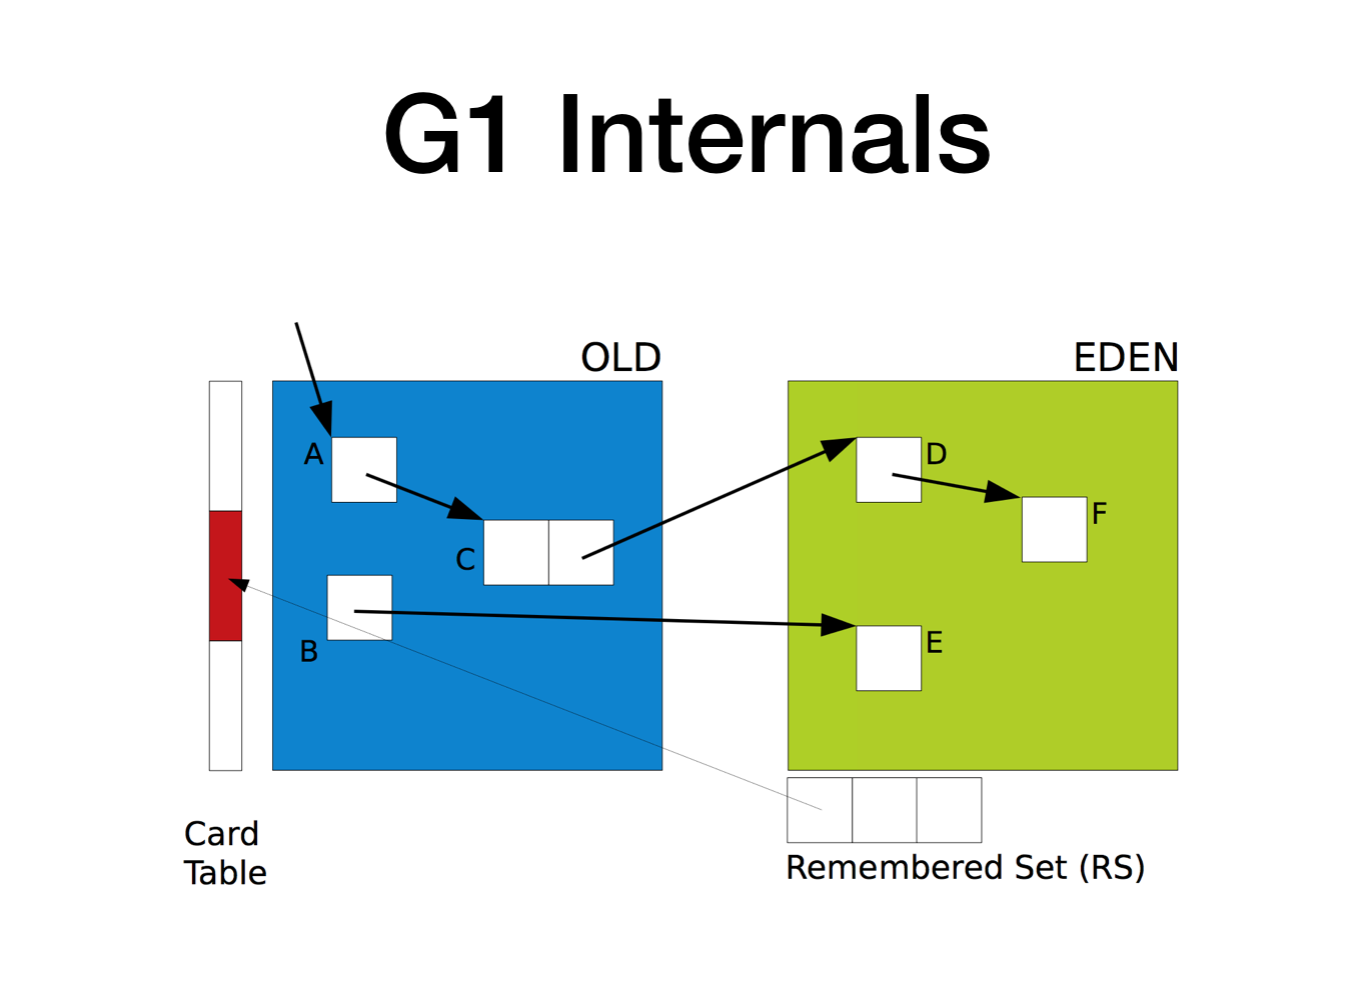 G1 Internals
OLD
EDEN
A
D
F
C
E
B
Card
Table
Remembered Set (RS)